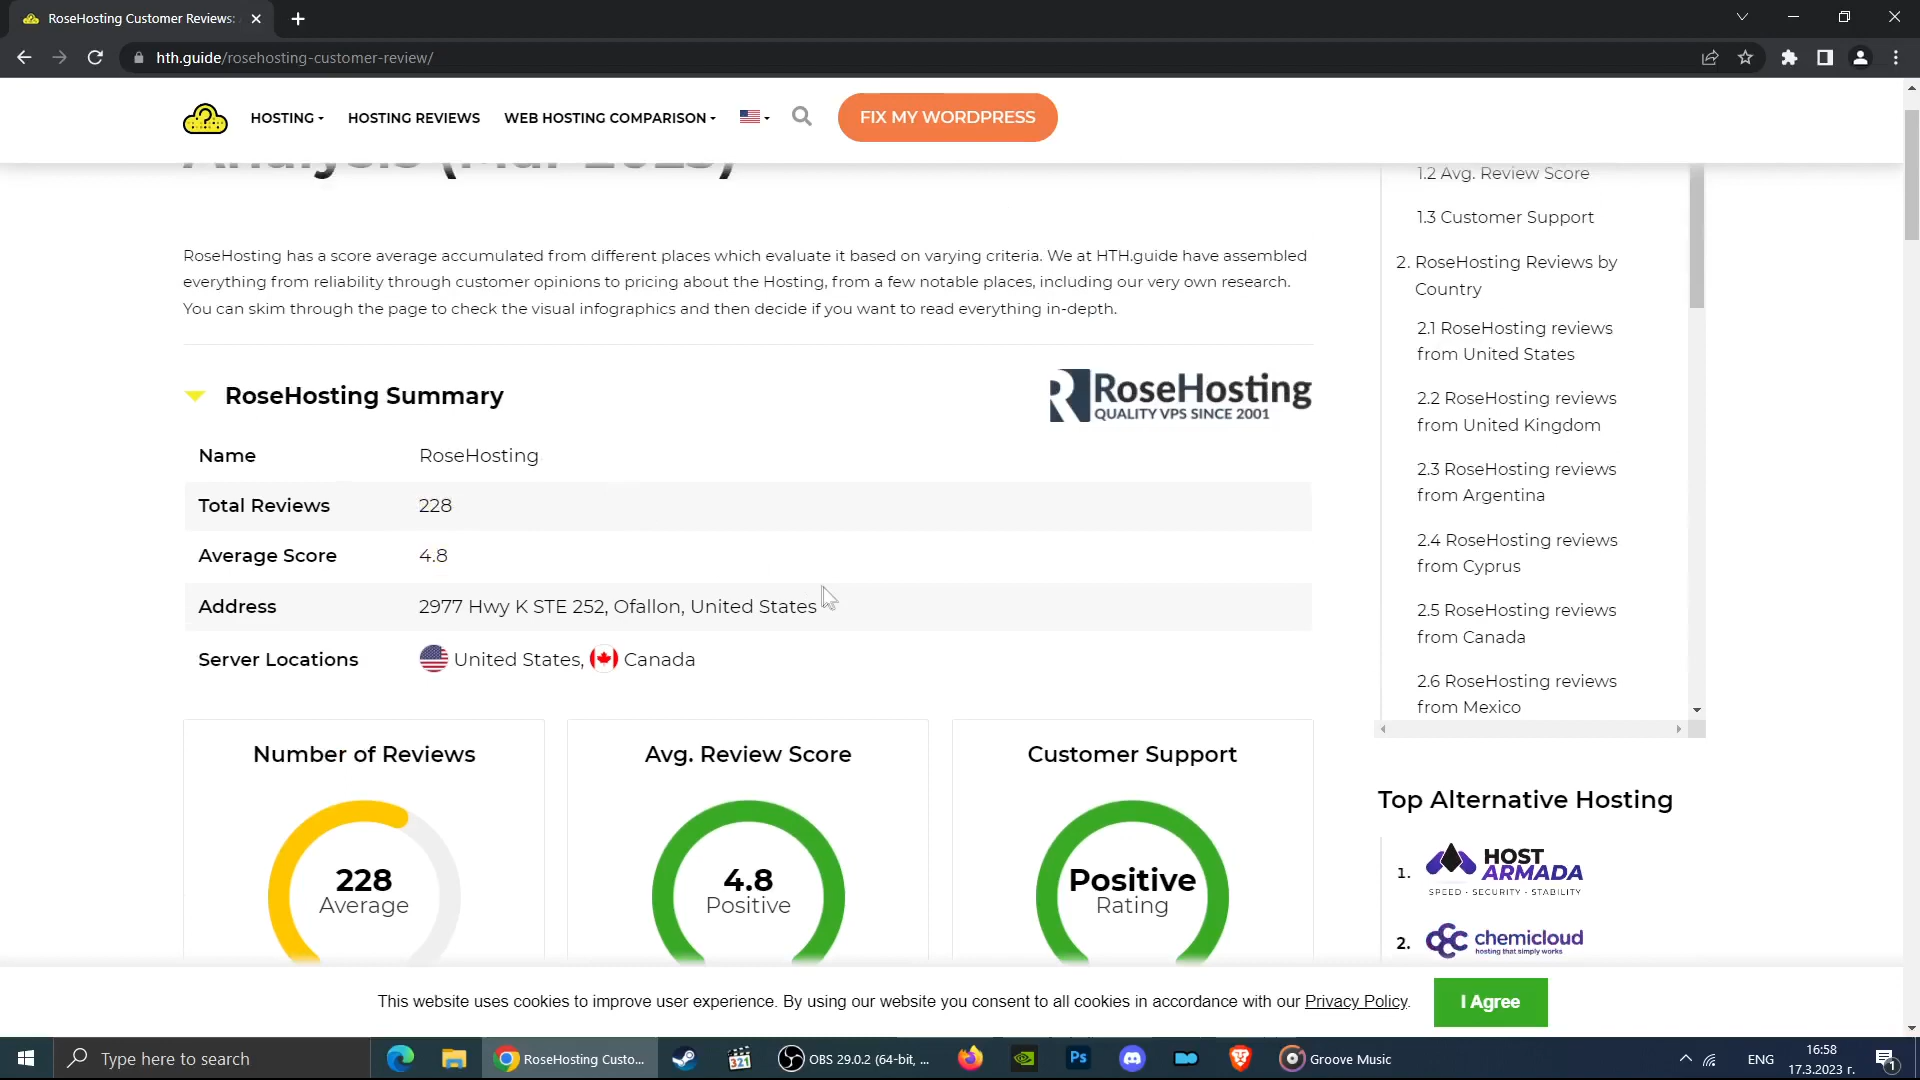 RoseHosting Customer Reviews:
hth.guide/rosehosting-customer-review/
HOSTING
HOSTING REVIEWS
WEB HOSTING COMPARISON
FIX MY WORDPRESS
Analysis (Mar 2023)
RoseHosting has a score average accumulated from different places which evaluate it based on varying criteria. We at HTH.guide have assembled
everything from reliability through customer opinions to pricing about the Hosting, from a few notable places, including our very own research.
You can skim through the page to check the visual infographics and then decide if you want to read everything in-depth.
RoseHosting Summary
RoseHosting
QUALITY VPS SINCE 2001
Name RoseHosting
Total Reviews 228
Average Score 4.8
Address 2977 Hwy K STE 252, Ofallon, United States
Server Locations United States, Canada
Number of Reviews
228
Average
Avg. Review Score
4.8
Positive
Customer Support
Positive
Rating
1.2 Avg. Review Score
1.3 Customer Support
2. RoseHosting Reviews by
Country
2.1 RoseHosting reviews
from United States
2.2 RoseHosting reviews
from United Kingdom
2.3 RoseHosting reviews
from Argentina
2.4 RoseHosting reviews
from Cyprus
2.5 RoseHosting reviews
from Canada
2.6 RoseHosting reviews
from Mexico
Top Alternative Hosting
1. HOST
ARMADA
SPEED · SECURITY · STABILITY
2. chemicloud
hosting that simply works
This website uses cookies to improve user experience. By using our website you consent to all cookies in accordance with our Privacy Policy.
I Agree
Type here to search
RoseHosting Custo...
321
Ps
OBS 29.0.2 (64-bit, ...
Groove Music
ENG
16:58
17.3.2023 г.
1